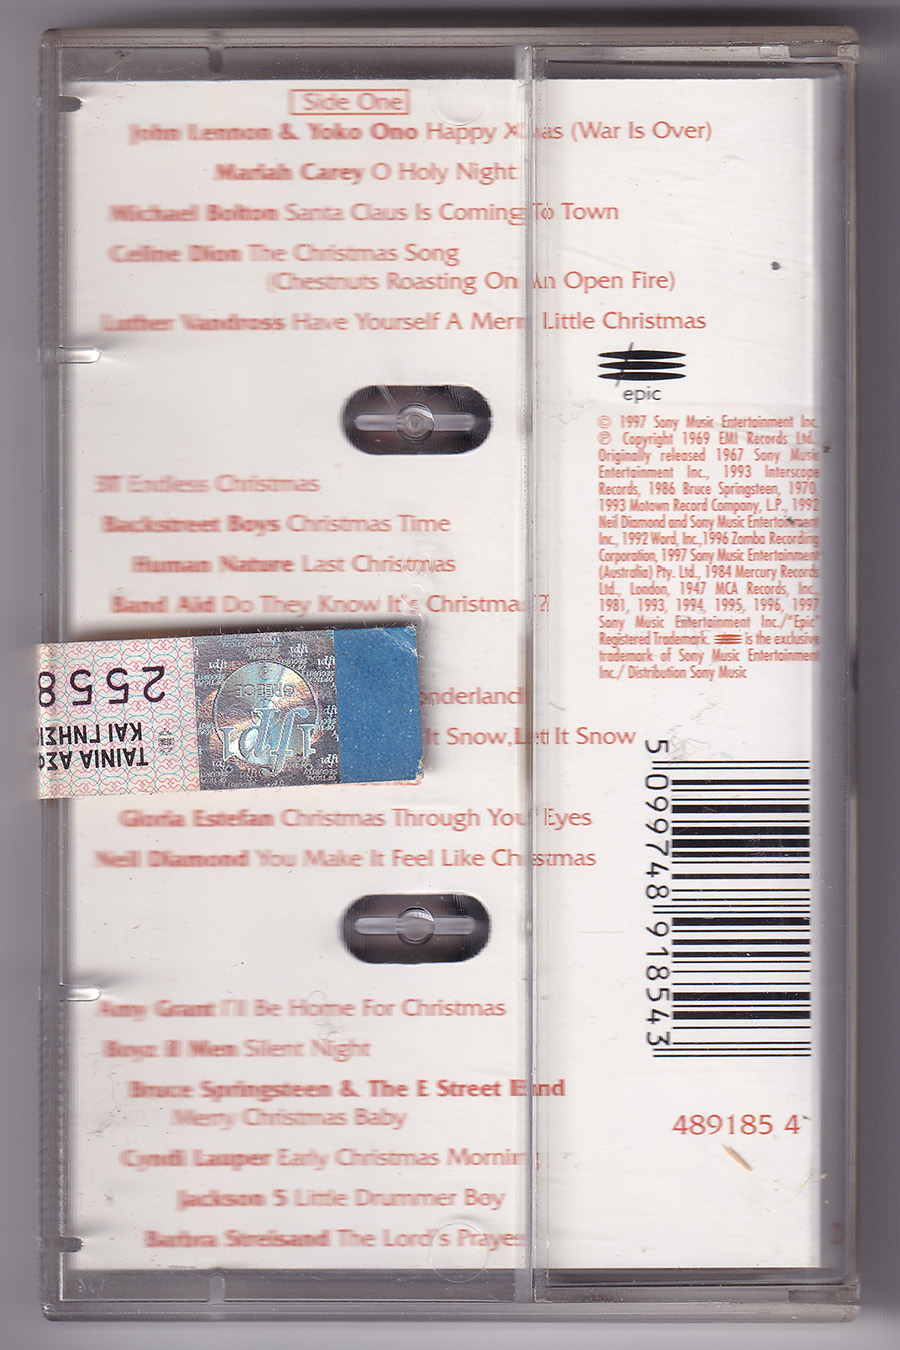 Side One
John Lennon & Yoko Ono Happy Xmas (War Is Over)
Mariah Carey O Holy Night
Michael Bolton Santa Claus Is Coming To Town
Celine Dion The Christmas Song
(Chestnuts Roasting On An Open Fire)
Luther Vandross Have Yourself A Merry Little Christmas
epic
© 1997 Sony Music Entertainment Inc.
℗ Copyright 1969 EMI Records Ltd.,
Originally released 1967 Sony Music
Entertainment Inc., 1993 Interscope
Records, 1986 Bruce Springsteen, 1970,
1993 Motown Record Company, L.P., 1992
Neil Diamond and Sony Music Entertainment
Inc., 1992 Word, Inc., 1996 Zomba Recording
Corporation, 1997 Sony Music Entertainment
(Australia) Pty. Ltd., 1984 Mercury Records
Ltd., London, 1947 MCA Records, Inc.,
1981, 1993, 1994, 1995, 1996, 1997
Sony Music Entertainment Inc./"Epic"
Registered Trademark. is the exclusive
trademark of Sony Music Entertainment
Inc./ Distribution Sony Music
3T Endless Christmas
Backstreet Boys Christmas Time
Human Nature Last Christmas
Band Aid Do They Know It's Christmas?
onderland
It Snow, Let It Snow
2558
ΤΑΙΝΙΑ ΑΣΦ
ΚΑΙ ΓΝΗΣΙ
GREECE
ifpi
OPTICAL
SECURITY
Gloria Estefan Christmas Through Your Eyes
Neil Diamond You Make It Feel Like Christmas
Amy Grant I'll Be Home For Christmas
Boyz II Men Silent Night
Bruce Springsteen & The E Street Band
Merry Christmas Baby
Cyndi Lauper Early Christmas Morning
Jackson 5 Little Drummer Boy
Barbra Streisand The Lord's Prayer
5 099748 918543
489185 4